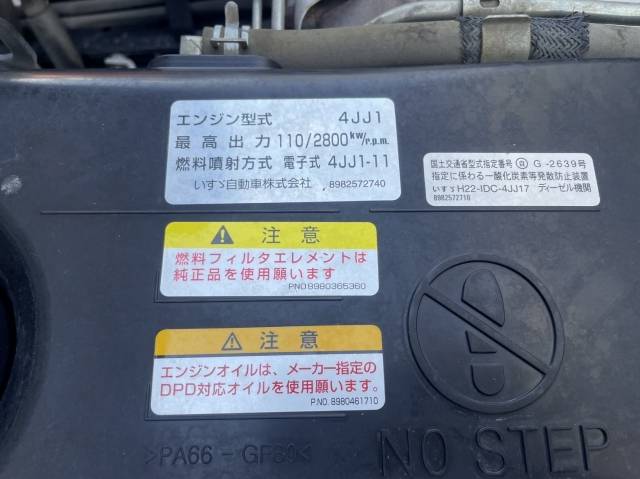 エンジン型式 4JJ1
最高出力 110/2800 kw/r.p.m.
燃料噴射方式 電子式 4JJ1-11
いすゞ自動車株式会社 8982572740
国土交通省型式指定番号 G-2639号
指定に係わる一酸化炭素等発散防止装置
いすゞH22-IDC-4JJ17 ディーゼル機関
8982572710
注意
燃料フィルタエレメントは
純正品を使用願います
PNO8980365360
注意
エンジンオイルは、メーカー指定の
DPD対応オイルを使用願います。
P.NO. 8980461710
>PA66-GF30<
NO STEP